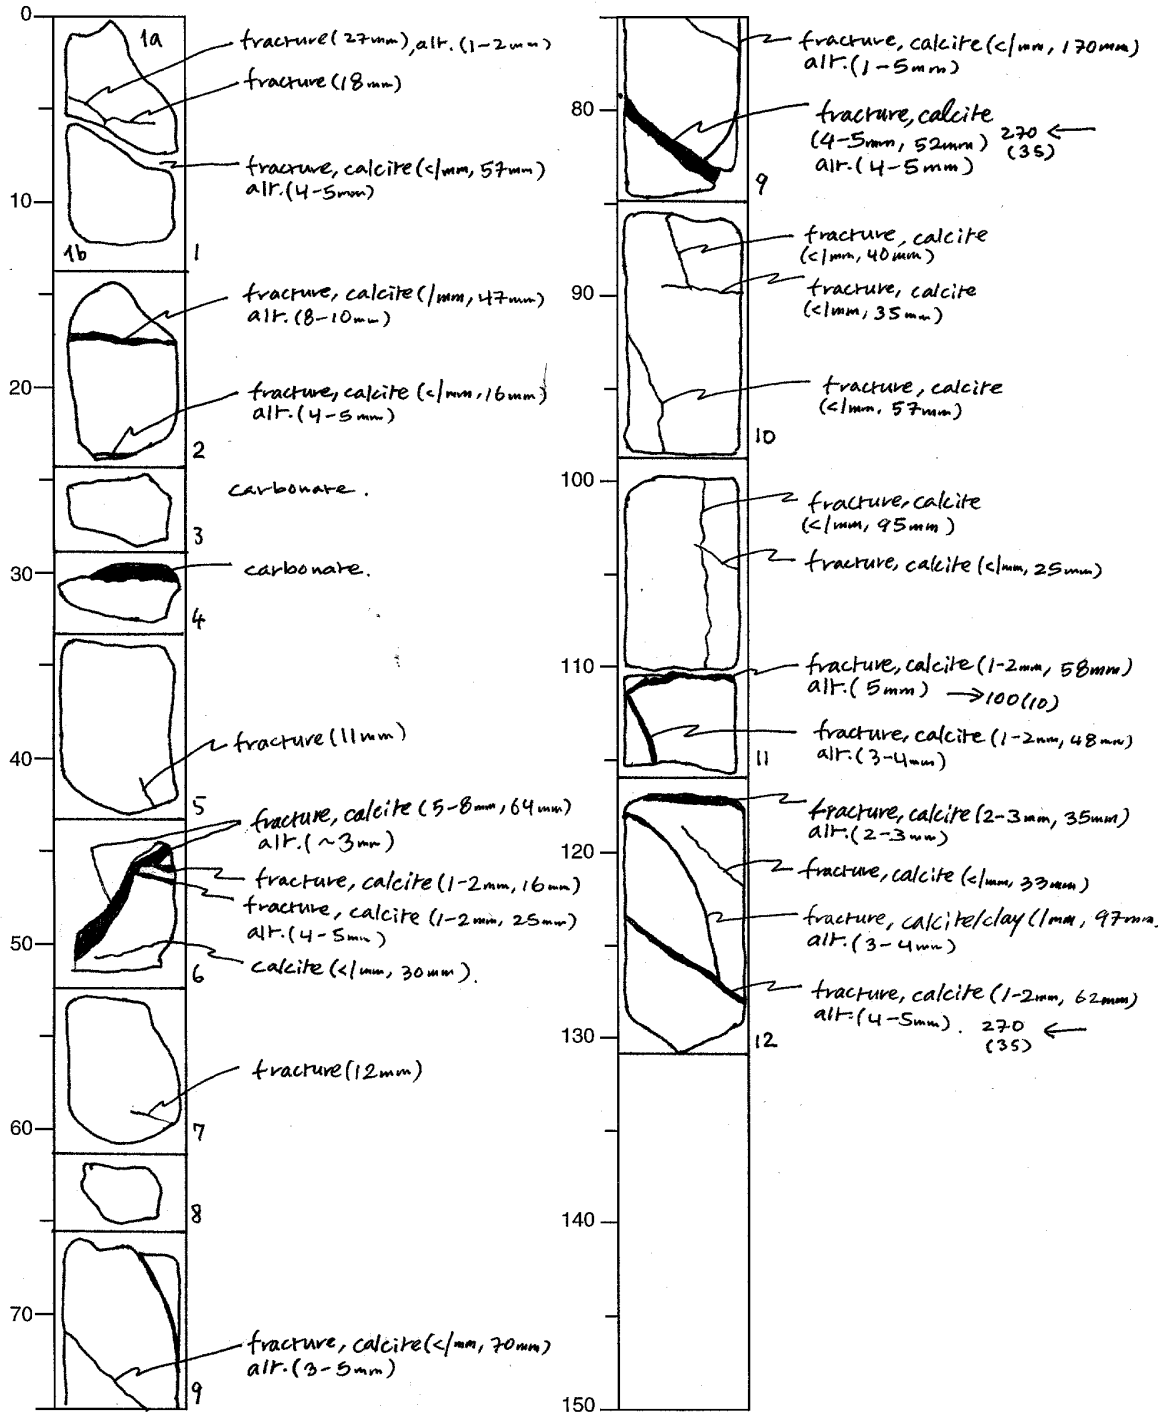 0
1a
fracture (27mm), alt. (1-2mm)
fracture (18mm)
fracture, calcite (<1mm, 57mm)
alt. (4-5mm)
10
1b
1
fracture, calcite (1mm, 47mm)
alt. (8-10mm)
20
fracture, calcite (<1mm, 16mm)
alt. (4-5mm)
2
carbonate.
3
30
carbonate.
4
fracture (11mm)
40
5
fracture, calcite (5-8mm, 64mm)
alt. (~3mm)
fracture, calcite (1-2mm, 16mm)
fracture, calcite (1-2mm, 25mm)
alt. (4-5mm)
50
calcite (<1mm, 30mm).
6
fracture (12mm)
60
7
8
70
fracture, calcite (<1mm, 70mm)
alt. (3-5mm)
9
fracture, calcite (<1mm, 170mm)
alt. (1-5mm)
80
fracture, calcite
(4-5mm, 52mm) 270 ←
(35)
alt. (4-5mm)
9
fracture, calcite
(<1mm, 40mm)
90
fracture, calcite
(<1mm, 35mm)
fracture, calcite
(<1mm, 57mm)
10
100
fracture, calcite
(<1mm, 95mm)
fracture, calcite (<1mm, 25mm)
110
fracture, calcite (1-2mm, 58mm)
alt. (5mm) → 100(10)
fracture, calcite (1-2mm, 48mm)
alt. (3-4mm)
11
fracture, calcite (2-3mm, 35mm)
alt. (2-3mm)
120
fracture, calcite (<1mm, 33mm)
fracture, calcite/clay (1mm, 97mm.
alt. (3-4mm)
fracture, calcite (1-2mm, 62mm)
alt. (4-5mm). 270 ←
(35)
130
12
140
150